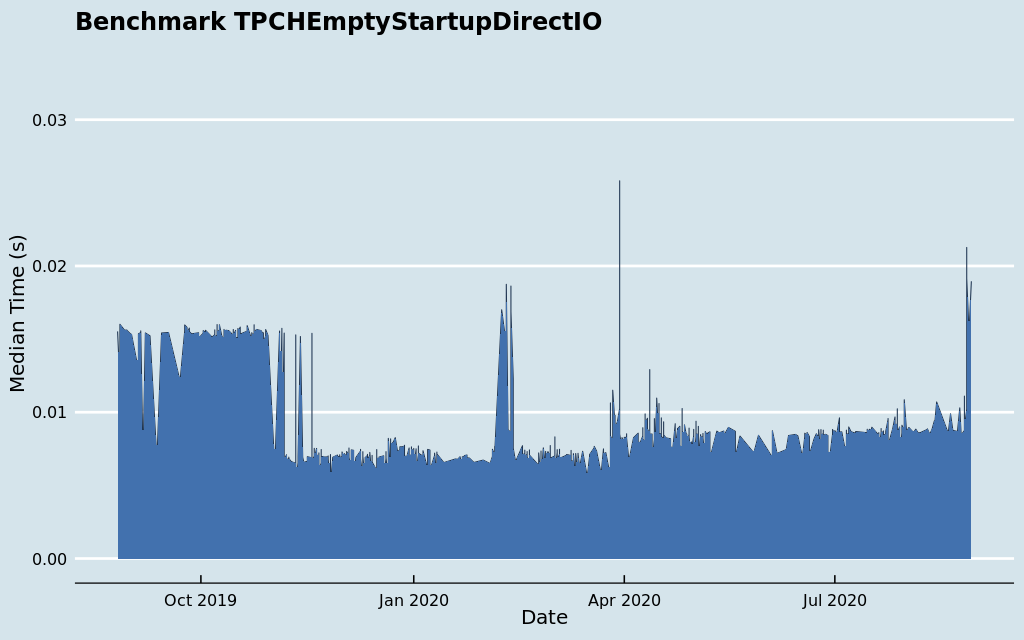 Benchmark TPCHEmptyStartupDirectIO
0.03
0.02
0.01
0.00
Median Time (s)
Oct 2019
Jan 2020
Apr 2020
Jul 2020
Date